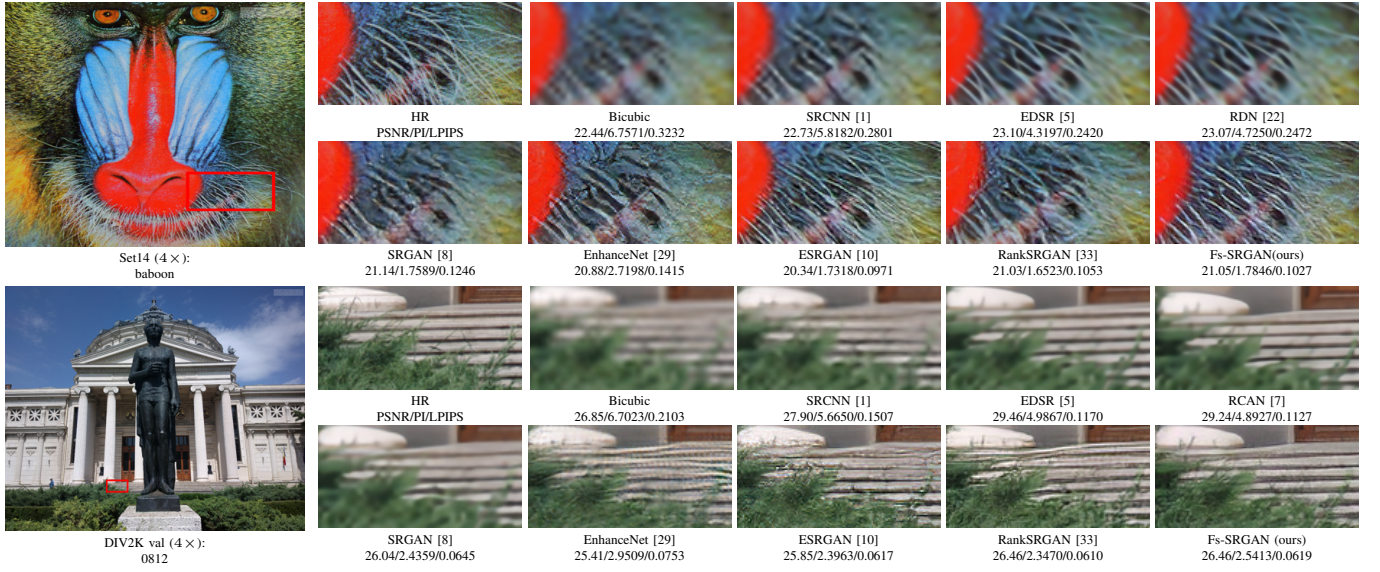 HR
PSNR/PI/LPIPS
Bicubic
22.44/6.7571/0.3232
SRCNN [1]
22.73/5.8182/0.2801
EDSR [5]
23.10/4.3197/0.2420
RDN [22]
23.07/4.7250/0.2472
Set14 (4×):
baboon
SRGAN [8]
21.14/1.7589/0.1246
EnhanceNet [29]
20.88/2.7198/0.1415
ESRGAN [10]
20.34/1.7318/0.0971
RankSRGAN [33]
21.03/1.6523/0.1053
Fs-SRGAN(ours)
21.05/1.7846/0.1027
HR
PSNR/PI/LPIPS
Bicubic
26.85/6.7023/0.2103
SRCNN [1]
27.90/5.6650/0.1507
EDSR [5]
29.46/4.9867/0.1170
RCAN [7]
29.24/4.8927/0.1127
DIV2K val (4×):
0812
SRGAN [8]
26.04/2.4359/0.0645
EnhanceNet [29]
25.41/2.9509/0.0753
ESRGAN [10]
25.85/2.3963/0.0617
RankSRGAN [33]
26.46/2.3470/0.0610
Fs-SRGAN (ours)
26.46/2.5413/0.0619